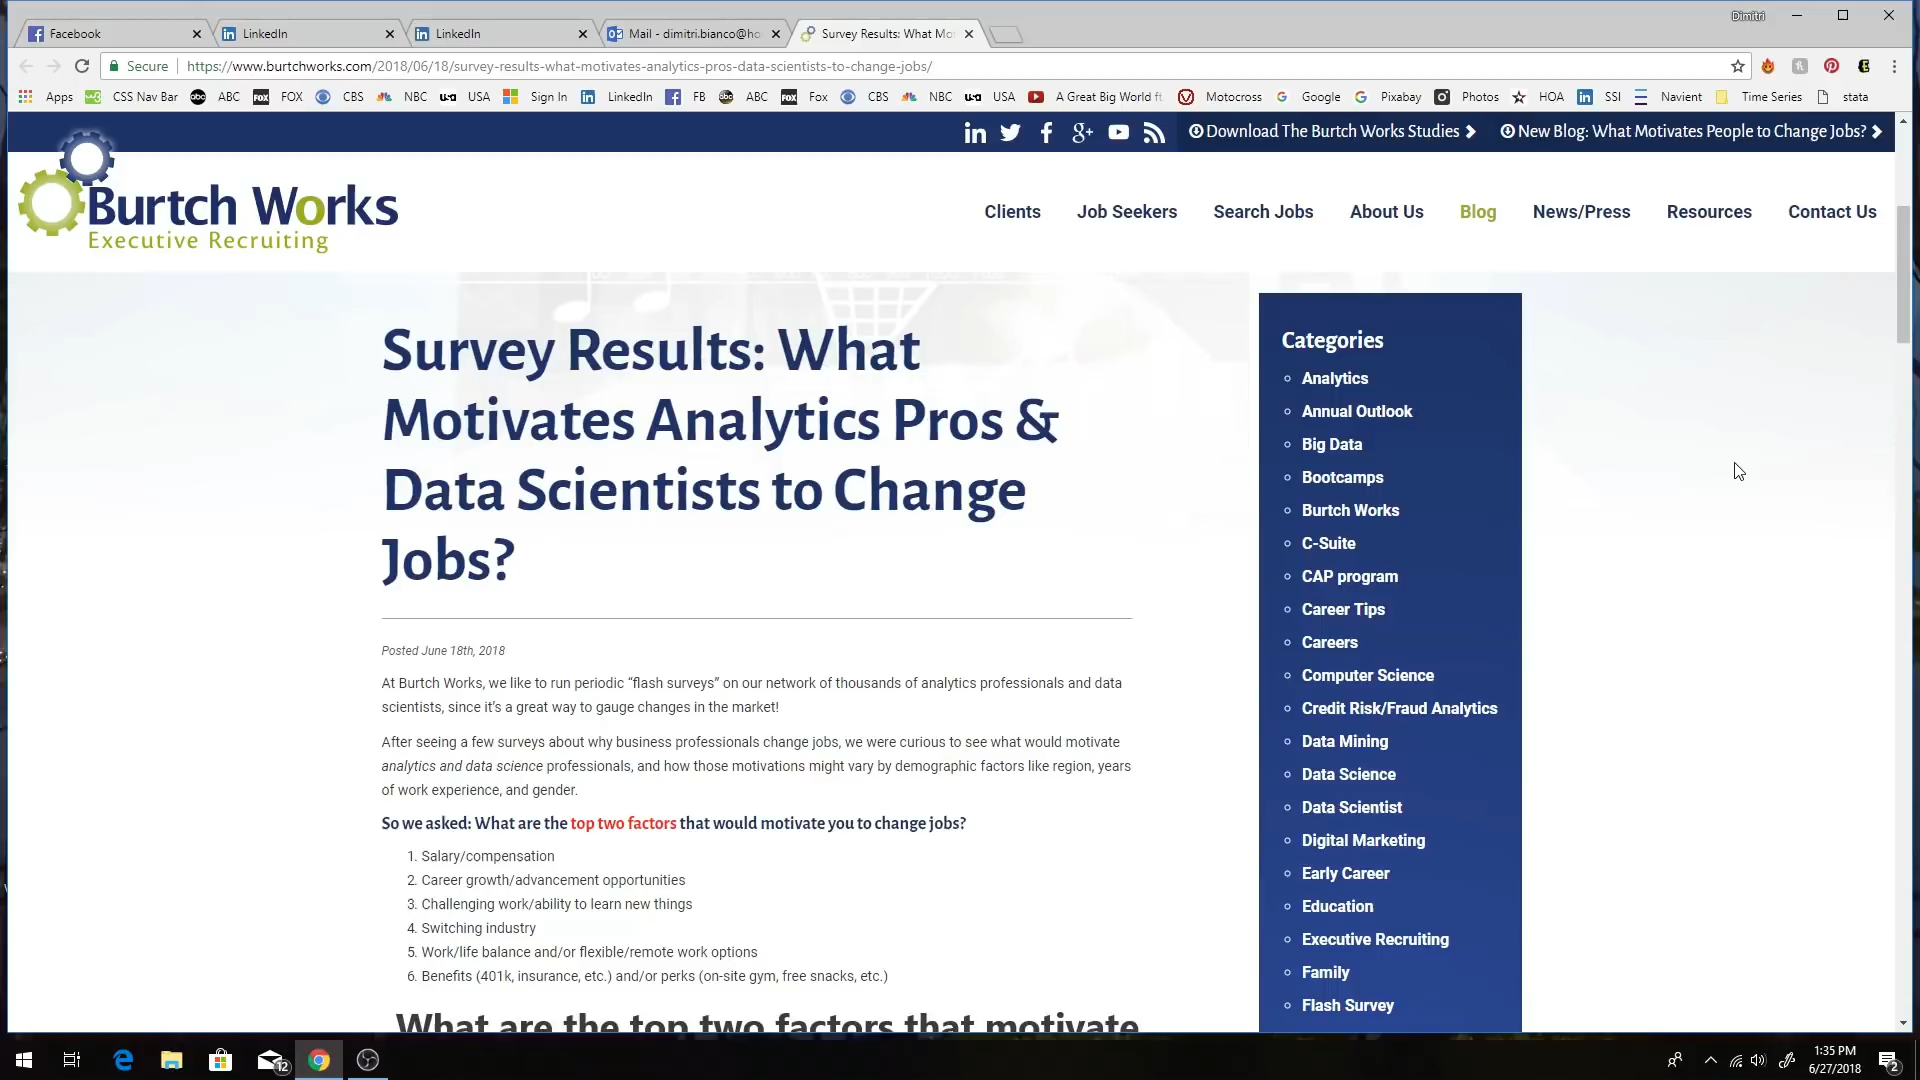 Dimitri
Facebook
LinkedIn
LinkedIn
Mail - dimitri.bianco@ho
Survey Results: What Mo
Secure
https://www.burtchworks.com/2018/06/18/survey-results-what-motivates-analytics-pros-data-scientists-to-change-jobs/
Apps CSS Nav Bar ABC FOX CBS NBC USA Sign In LinkedIn FB ABC Fox CBS NBC USA A Great Big World ft. Motocross Google Pixabay Photos HOA SSI Navient Time Series stata
Download The Burtch Works Studies
New Blog: What Motivates People to Change Jobs?
Burtch Works
Executive Recruiting
Clients Job Seekers Search Jobs About Us Blog News/Press Resources Contact Us
Survey Results: What
Motivates Analytics Pros &
Data Scientists to Change
Jobs?
Posted June 18th, 2018
At Burtch Works, we like to run periodic “flash surveys” on our network of thousands of analytics professionals and data
scientists, since it’s a great way to gauge changes in the market!
After seeing a few surveys about why business professionals change jobs, we were curious to see what would motivate
analytics and data science professionals, and how those motivations might vary by demographic factors like region, years
of work experience, and gender.
So we asked: What are the top two factors that would motivate you to change jobs?
1. Salary/compensation
2. Career growth/advancement opportunities
3. Challenging work/ability to learn new things
4. Switching industry
5. Work/life balance and/or flexible/remote work options
6. Benefits (401k, insurance, etc.) and/or perks (on-site gym, free snacks, etc.)
What are the top two factors that motivate
Categories
Analytics
Annual Outlook
Big Data
Bootcamps
Burtch Works
C-Suite
CAP program
Career Tips
Careers
Computer Science
Credit Risk/Fraud Analytics
Data Mining
Data Science
Data Scientist
Digital Marketing
Early Career
Education
Executive Recruiting
Family
Flash Survey
12
1:35 PM
6/27/2018
2